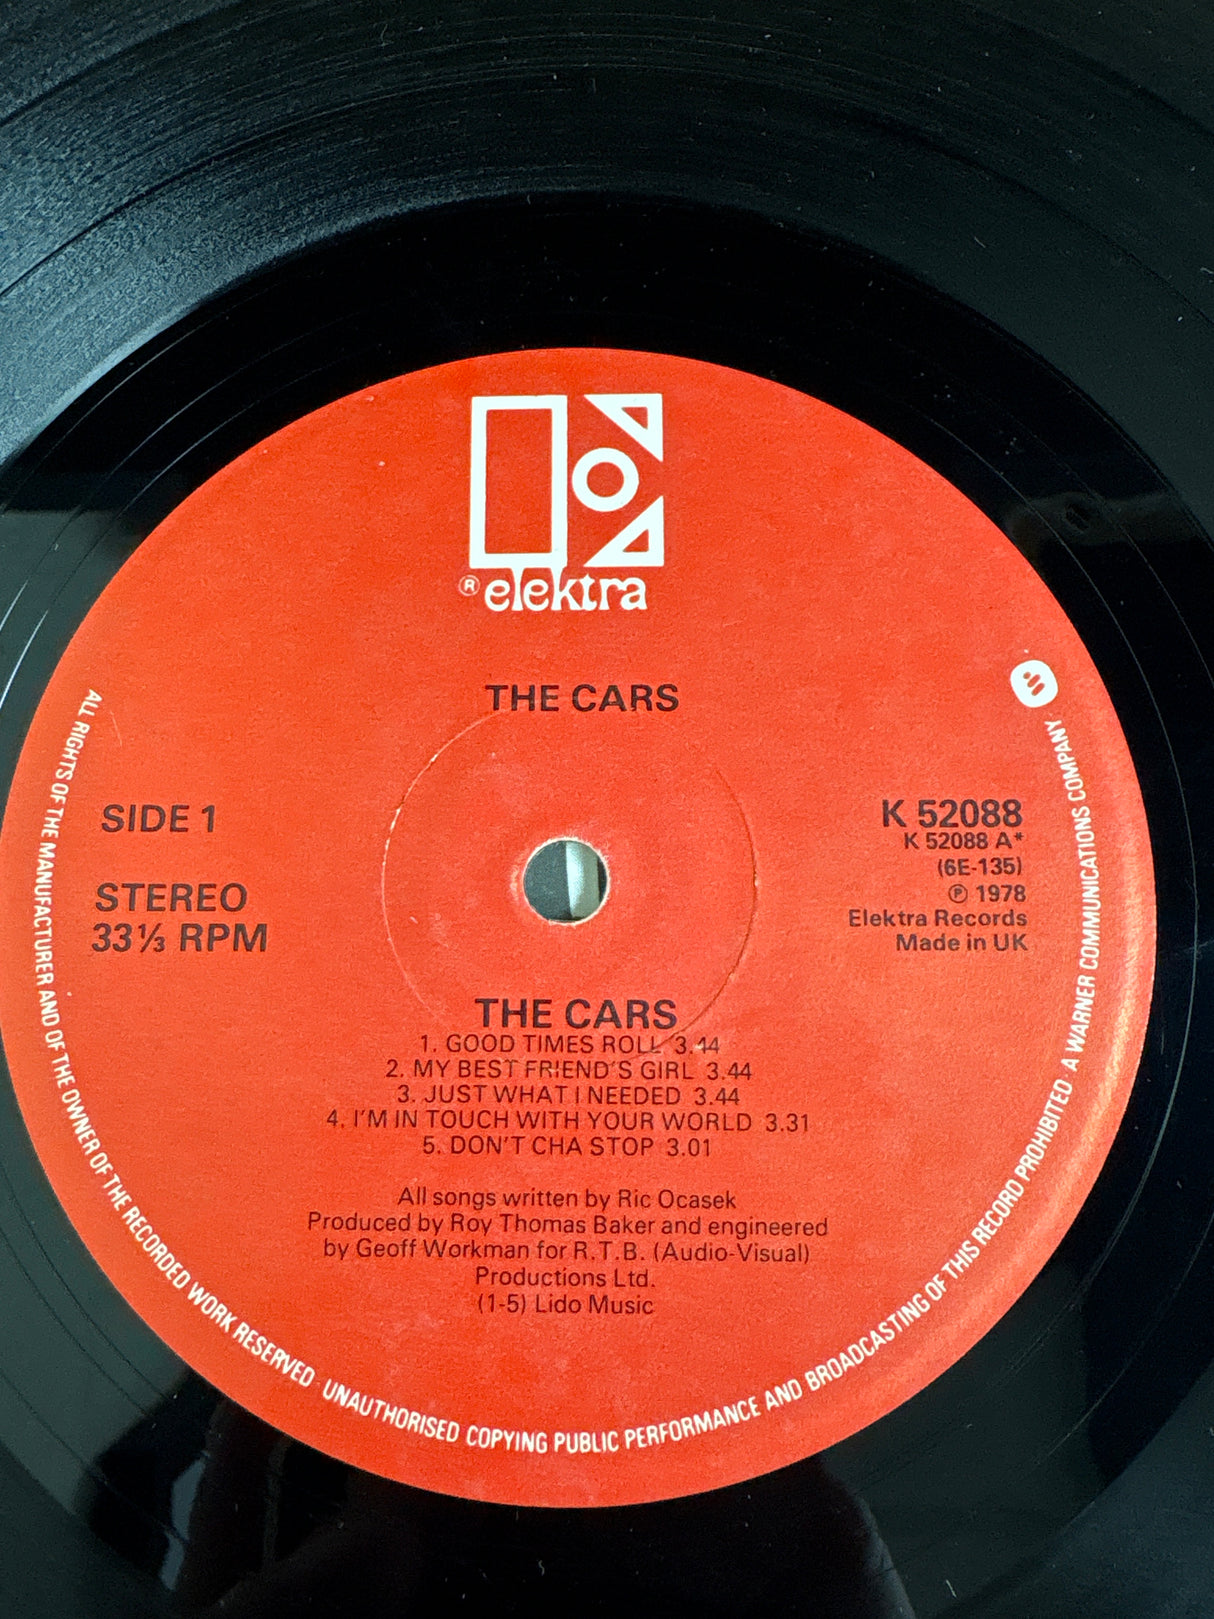 ® elektra
THE CARS
SIDE 1
STEREO
33⅓ RPM
K 52088
K 52088 A*
(6E-135)
℗ 1978
Elektra Records
Made in UK
THE CARS
1. GOOD TIMES ROLL 3.44
2. MY BEST FRIEND'S GIRL 3.44
3. JUST WHAT I NEEDED 3.44
4. I'M IN TOUCH WITH YOUR WORLD 3.31
5. DON'T CHA STOP 3.01
All songs written by Ric Ocasek
Produced by Roy Thomas Baker and engineered
by Geoff Workman for R.T.B. (Audio-Visual)
Productions Ltd.
(1-5) Lido Music
ALL RIGHTS OF THE MANUFACTURER AND OF THE OWNER OF THE RECORDED WORK RESERVED · UNAUTHORISED COPYING PUBLIC PERFORMANCE AND BROADCASTING OF THIS RECORD PROHIBITED · A WARNER COMMUNICATIONS COMPANY